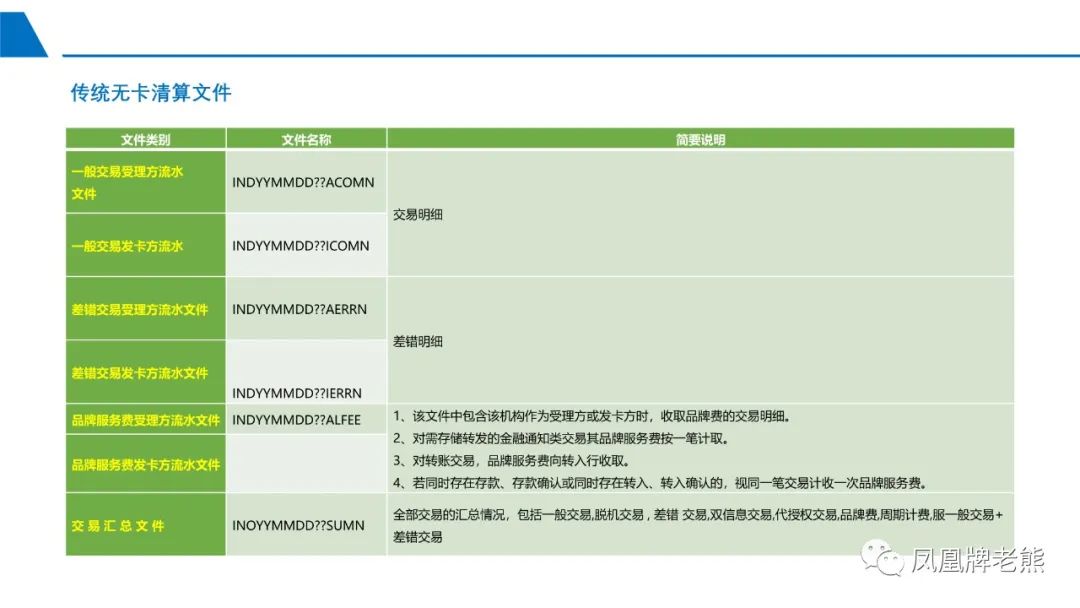 传统无卡清算文件
文件类别 文件名称 简要说明
一般交易受理方流水
文件
INDYYMMDD??ACOMN
交易明细
一般交易发卡方流水
INDYYMMDD??ICOMN
差错交易受理方流水文件
INDYYMMDD??AERRN
差错明细
差错交易发卡方流水文件
INDYYMMDD??IERRN
品牌服务费受理方流水文件
INDYYMMDD??ALFEE
1、该文件中包含该机构作为受理方或发卡方时，收取品牌费的交易明细。
2、对需存储转发的金融通知类交易其品牌服务费按一笔计取。
3、对转账交易，品牌服务费向转入行收取。
4、若同时存在存款、存款确认或同时存在转入、转入确认的，视同一笔交易计收一次品牌服务费。
品牌服务费发卡方流水文件
交 易 汇 总 文 件
INOYYMMDD??SUMN
全部交易的汇总情况，包括一般交易,脱机交易 , 差错 交易,双信息交易,代授权交易,品牌费,周期计费,服一般交易+
差错交易
凤凰牌老熊